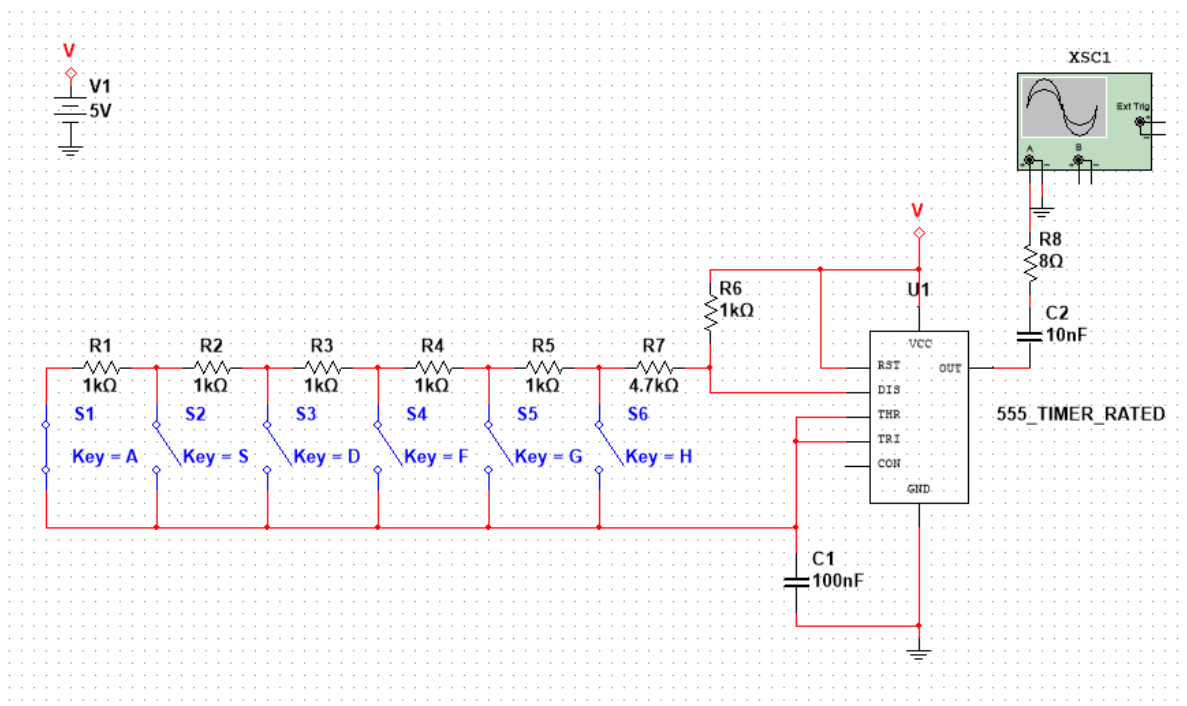 V
V1
5V
XSC1
Ext Trig
+
-
A
B
+ - + -
V
R8
8Ω
U1
R6
1kΩ
C2
10nF
VCC
R1 R2 R3 R4 R5 R7
RST OUT
1kΩ 1kΩ 1kΩ 1kΩ 1kΩ 4.7kΩ
DIS
S1 S2 S3 S4 S5 S6
THR 555_TIMER_RATED
TRI
Key = A Key = S Key = D Key = F Key = G Key = H
CON
GND
C1
100nF